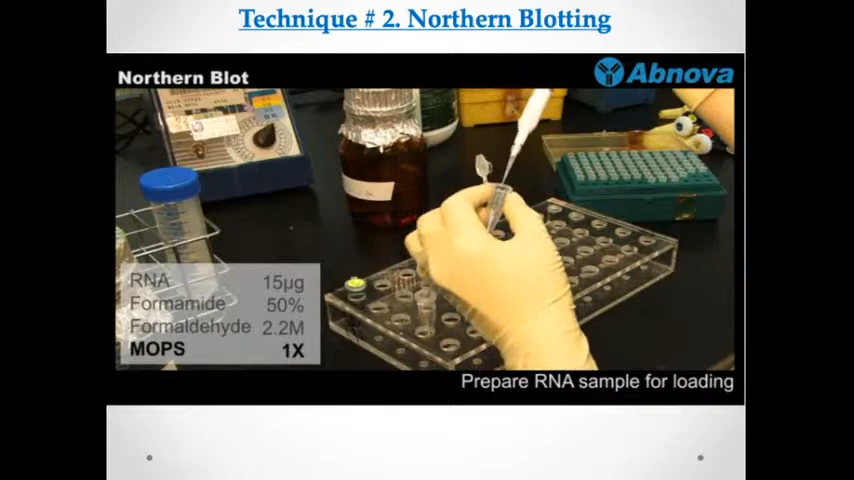 Technique # 2. Northern Blotting
Northern Blot
Abnova
RNA 15µg
Formamide 50%
Formaldehyde 2.2M
MOPS 1X
Prepare RNA sample for loading